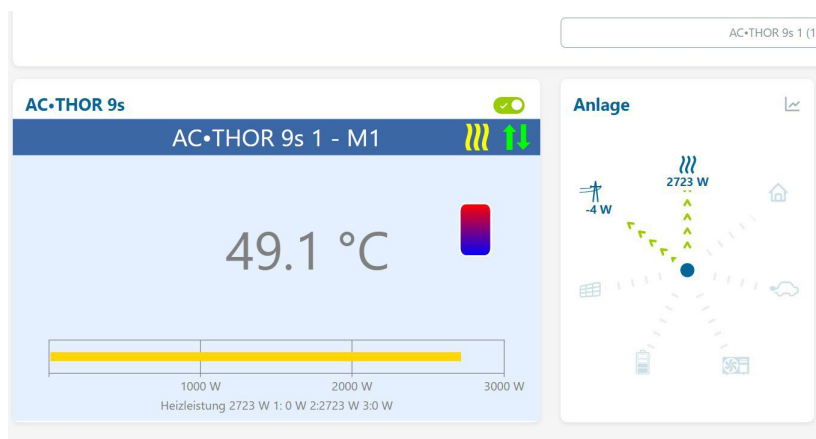 AC•THOR 9s 1 (1
AC•THOR 9s
AC•THOR 9s 1 - M1
49.1 °C
1000 W 2000 W 3000 W
Heizleistung 2723 W 1: 0 W 2:2723 W 3:0 W
Anlage
2723 W
-4 W